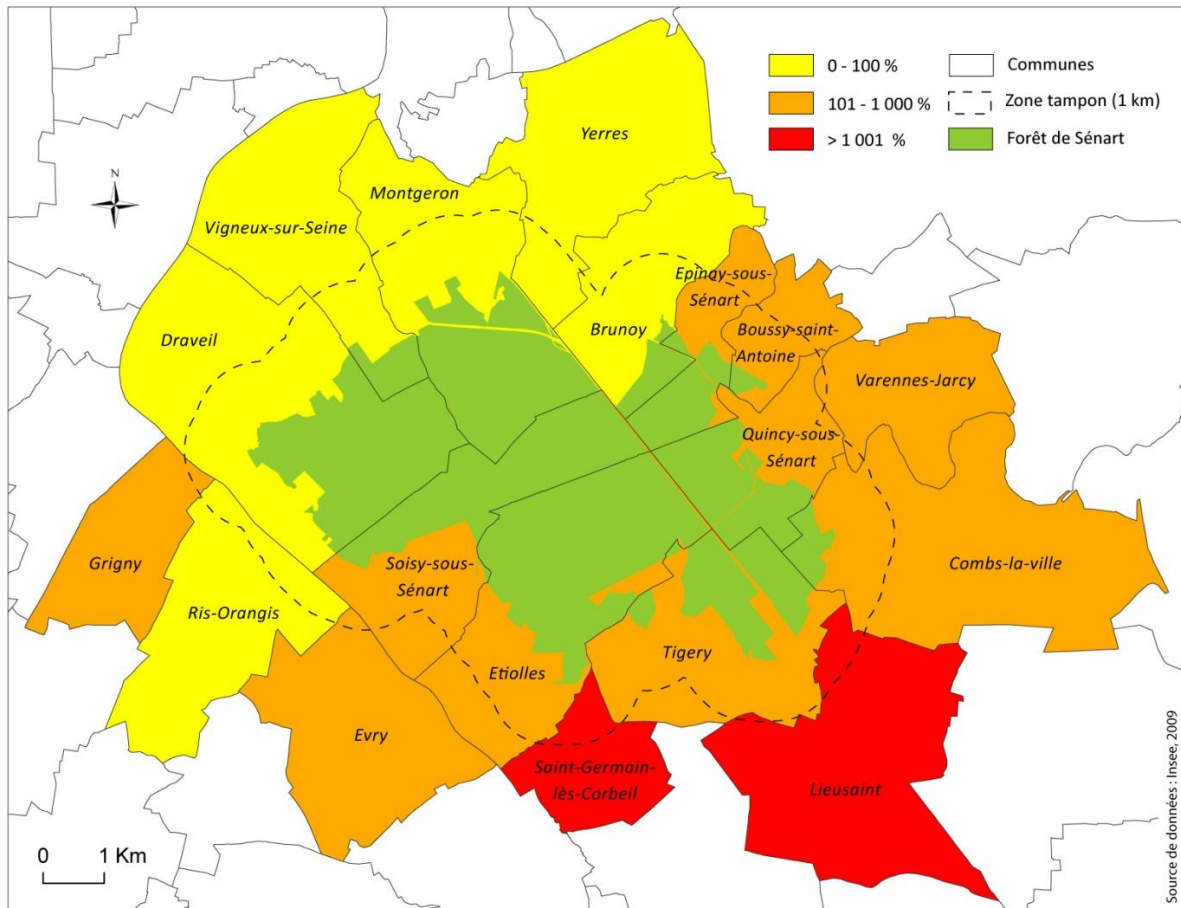 0 - 100 %
101 - 1 000 %
> 1 001 %
Communes
Zone tampon (1 km)
Forêt de Sénart
N
Yerres
Montgeron
Vigneux-sur-Seine
Draveil
Brunoy
Epinay-sous-
Sénart
Boussy-saint-
Antoine
Varennes-Jarcy
Quincy-sous-
Sénart
Combs-la-ville
Grigny
Ris-Orangis
Soisy-sous-
Sénart
Etiolles
Tigery
Evry
Saint-Germain-
lès-Corbeil
Lieusaint
0 1 Km
Source de données : Insee, 2009